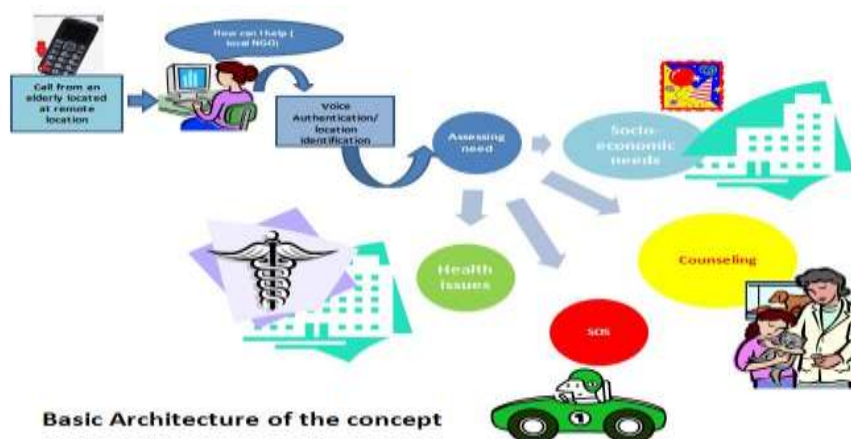 How can I help (
local NGO)
Call from an
elderly located
at remote
location
Voice
Authentication/
location
identification
Assessing
need
Socio-
economic
needs
Health
issues
Counseling
SOS
1
Basic Architecture of the concept